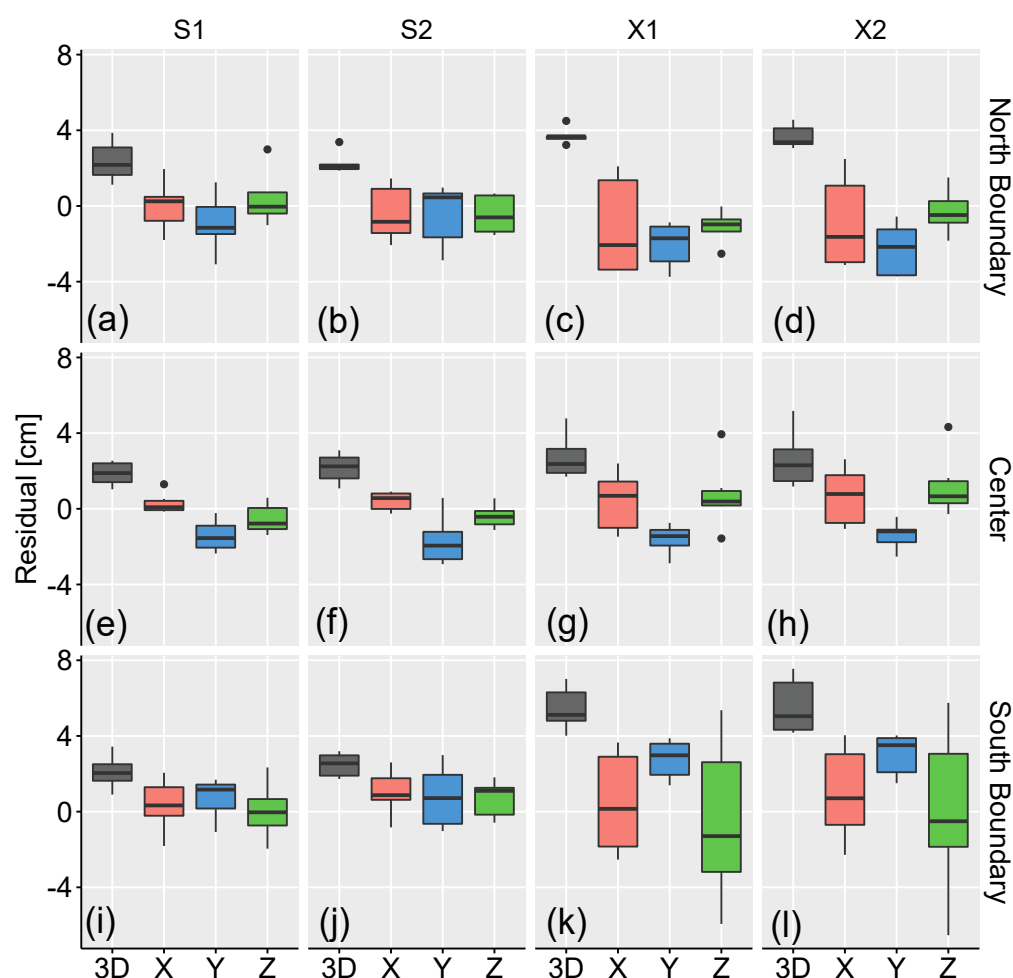 S1 S2 X1 X2
8
4
0
-4
(a) (b) (c) (d)
North Boundary
8
4
0
-4
(e) (f) (g) (h)
Center
Residual [cm]
8
4
0
-4
(i) (j) (k) (l)
South Boundary
3D X Y Z 3D X Y Z 3D X Y Z 3D X Y Z